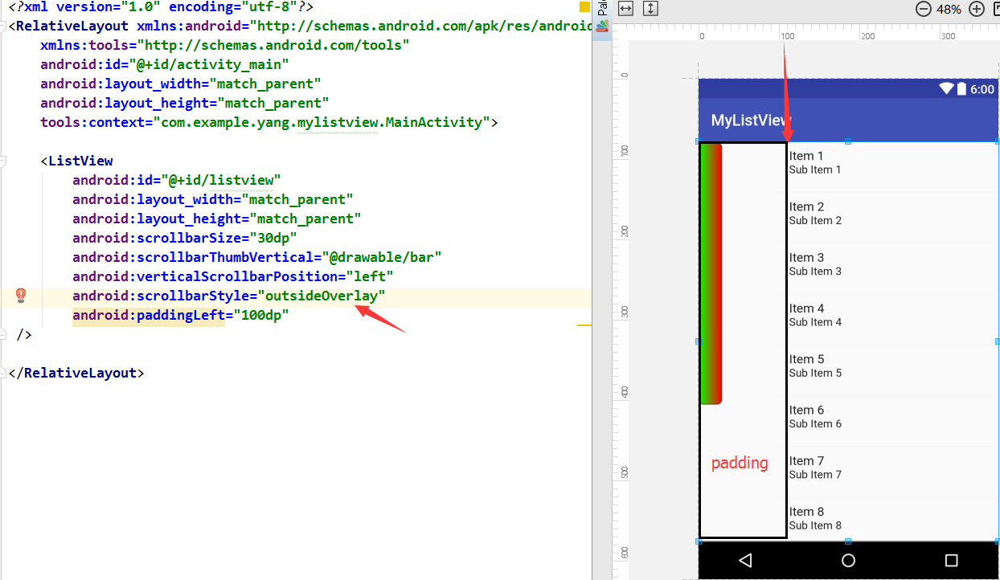 <?xml version="1.0" encoding="utf-8"?>
<RelativeLayout xmlns:android="http://schemas.android.com/apk/res/android
    xmlns:tools="http://schemas.android.com/tools"
    android:id="@+id/activity_main"
    android:layout_width="match_parent"
    android:layout_height="match_parent"
    tools:context="com.example.yang.mylistview.MainActivity">
    <ListView
        android:id="@+id/listview"
        android:layout_width="match_parent"
        android:layout_height="match_parent"
        android:scrollbarSize="30dp"
        android:scrollbarThumbVertical="@drawable/bar"
        android:verticalScrollbarPosition="left"
        android:scrollbarStyle="outsideOverlay"
        android:paddingLeft="100dp"
 />
</RelativeLayout>
Pal
48%
0 100 200 300
0
100
200
300
400
500
600
6:00
MyListView
Item 1
Sub Item 1
Item 2
Sub Item 2
Item 3
Sub Item 3
Item 4
Sub Item 4
Item 5
Sub Item 5
Item 6
Sub Item 6
padding
Item 7
Sub Item 7
Item 8
Sub Item 8